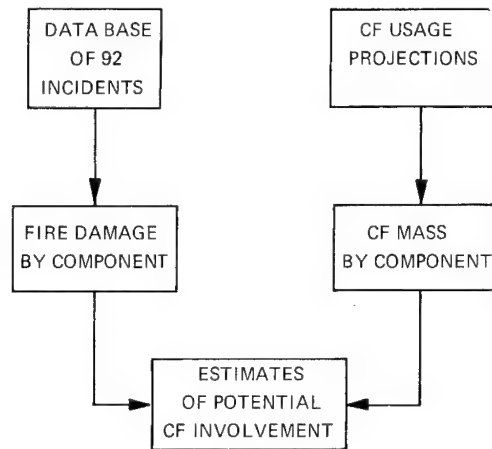 DATA BASE
OF 92
INCIDENTS
CF USAGE
PROJECTIONS
FIRE DAMAGE
BY COMPONENT
CF MASS
BY COMPONENT
ESTIMATES
OF POTENTIAL
CF INVOLVEMENT